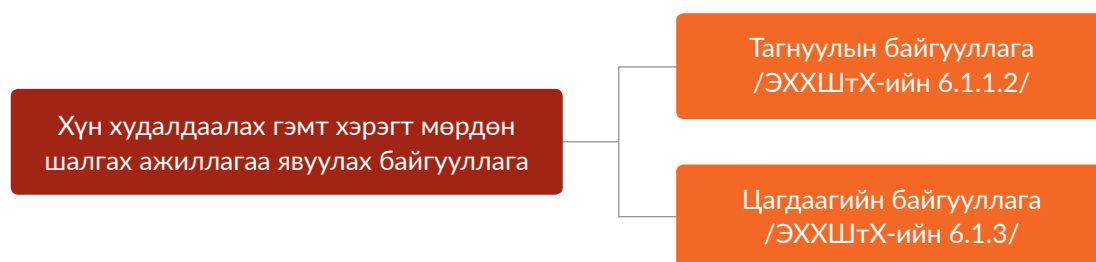 Хүн худалдаалах гэмт хэрэгт мөрдөн
шалгах ажиллагаа явуулах байгууллага
Тагнуулын байгууллага
/ЭХХШтХ-ийн 6.1.1.2/
Цагдаагийн байгууллага
/ЭХХШтХ-ийн 6.1.3/